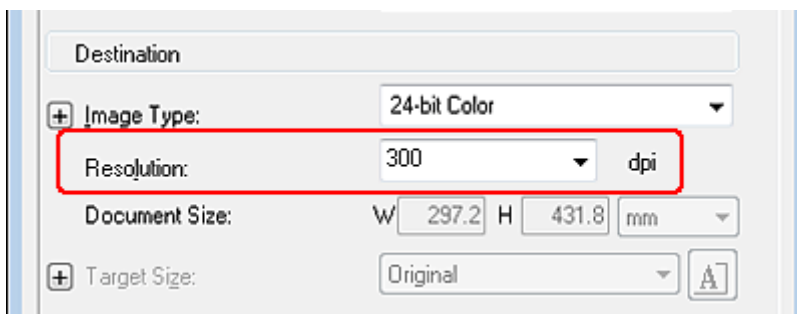 Destination
Image Type: 24-bit Color
Resolution: 300 dpi
Document Size: W 297.2 H 431.8 mm
Target Size: Original A